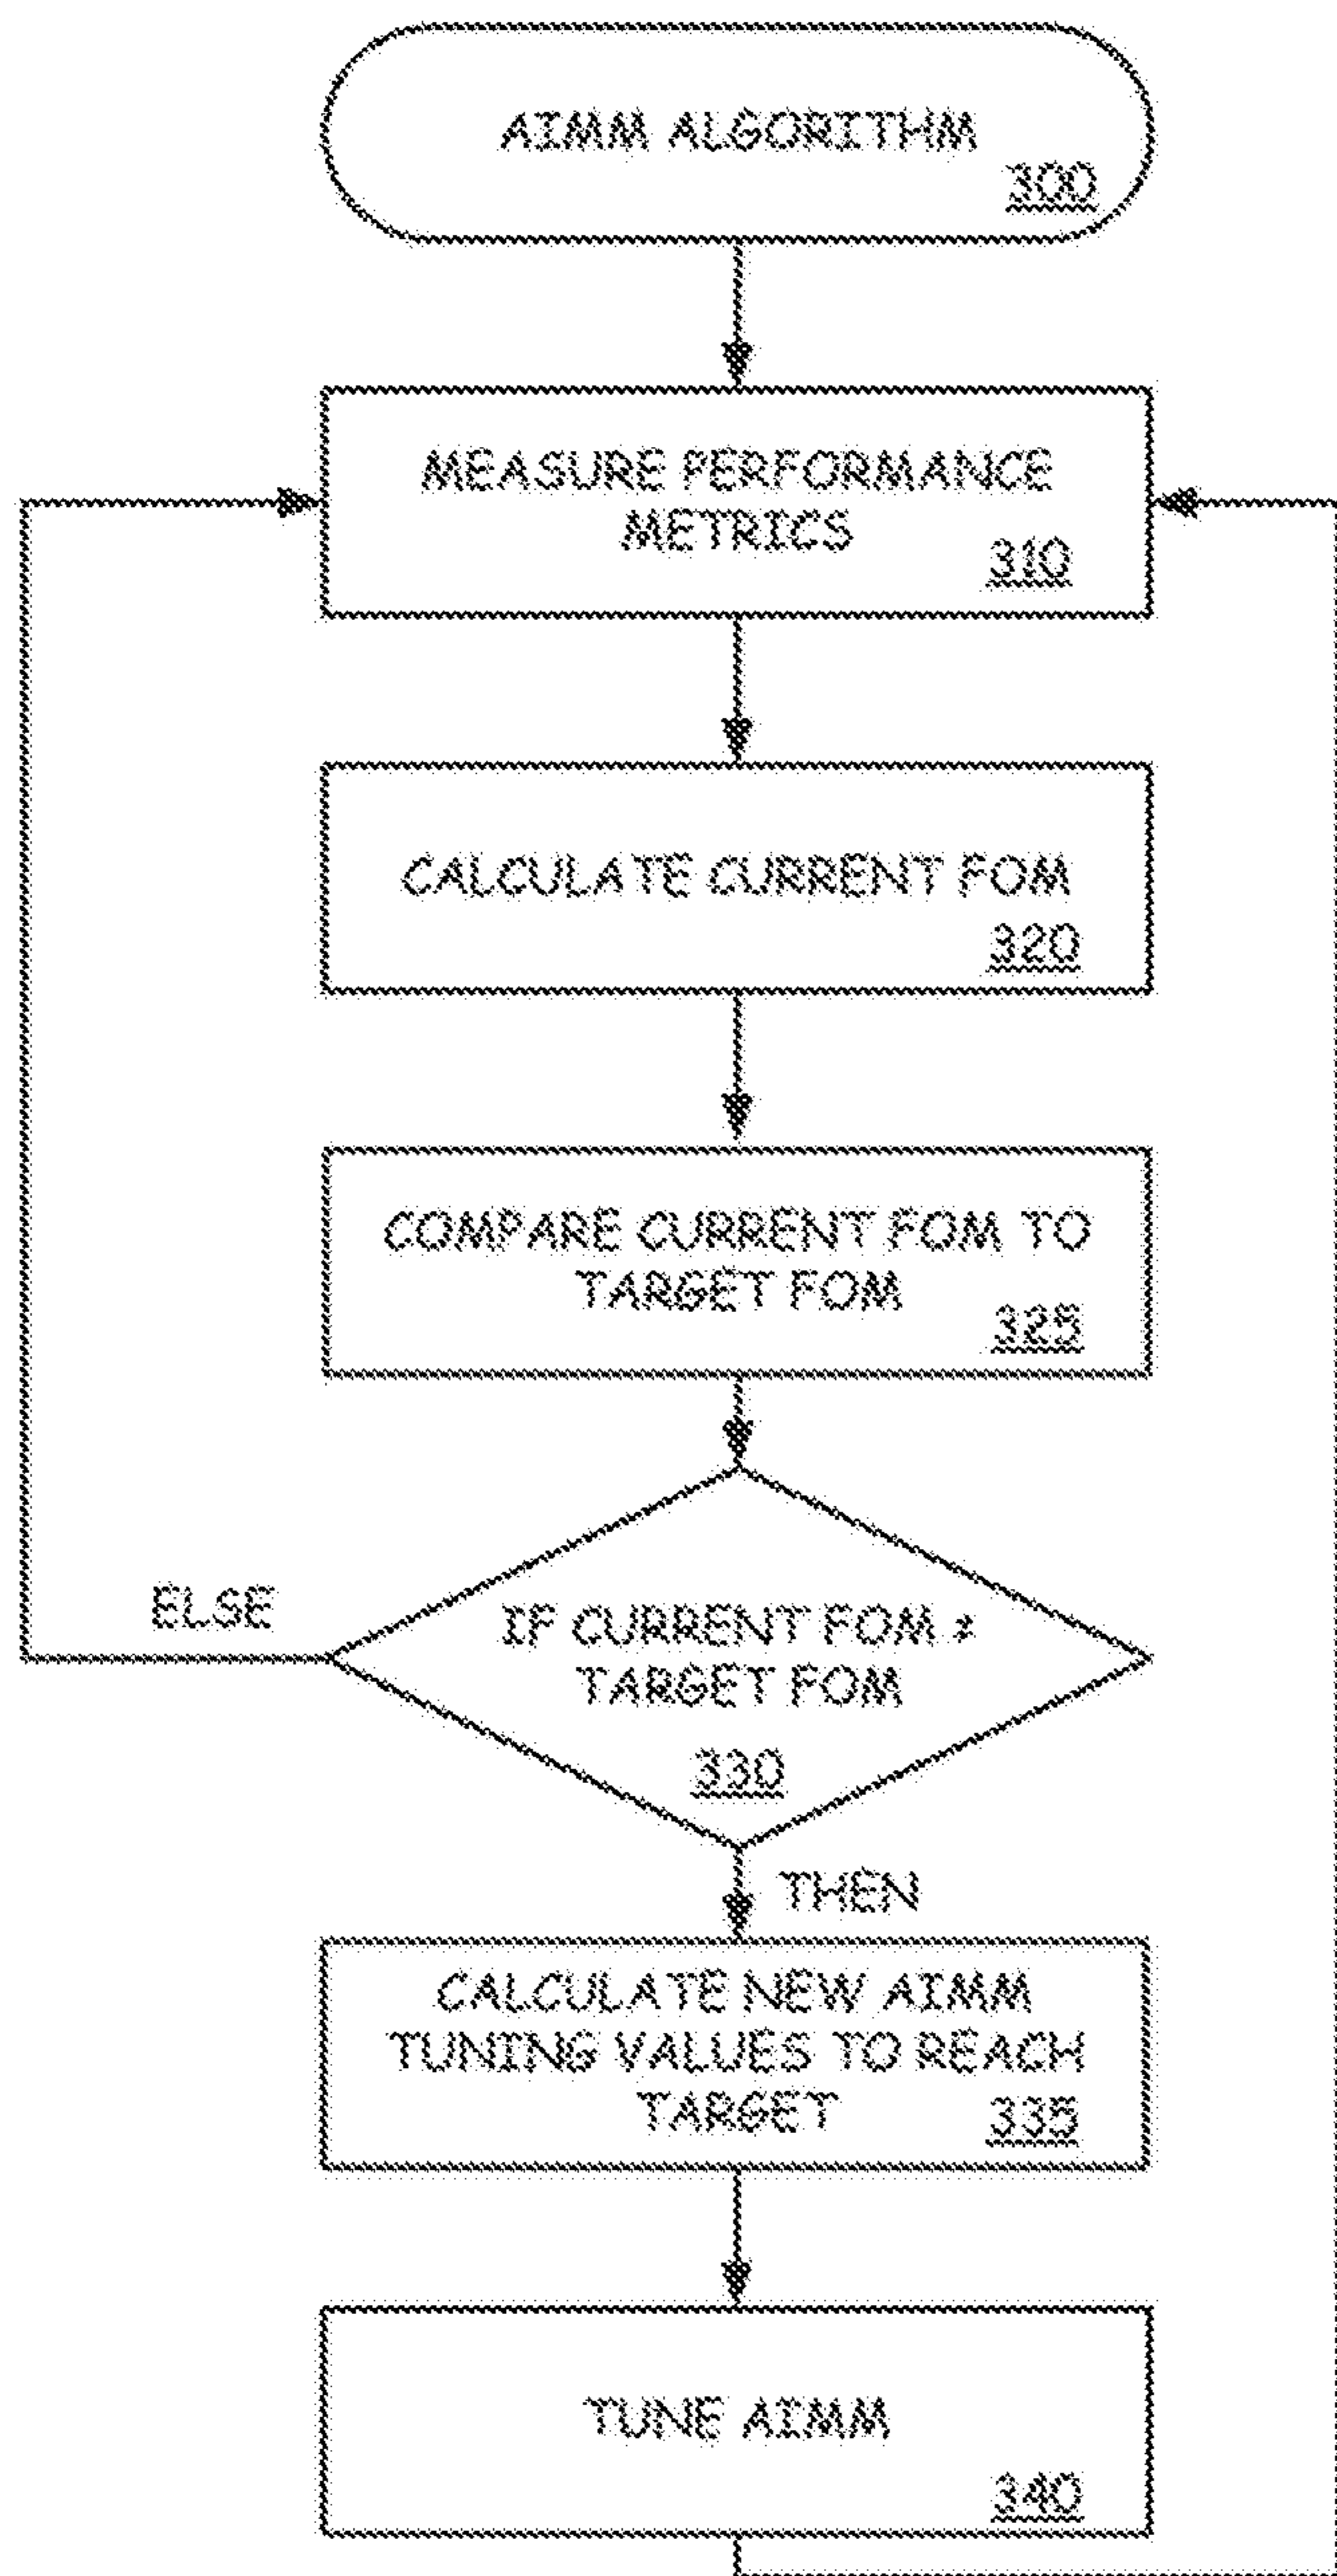 AIMM ALGORITHM
300
MEASURE PERFORMANCE
METRICS
310
CALCULATE CURRENT FOM
320
COMPARE CURRENT FOM TO
TARGET FOM
325
ELSE
IF CURRENT FOM ≠
TARGET FOM
330
THEN
CALCULATE NEW AIMM
TUNING VALUES TO REACH
TARGET
335
TUNE AIMM
340